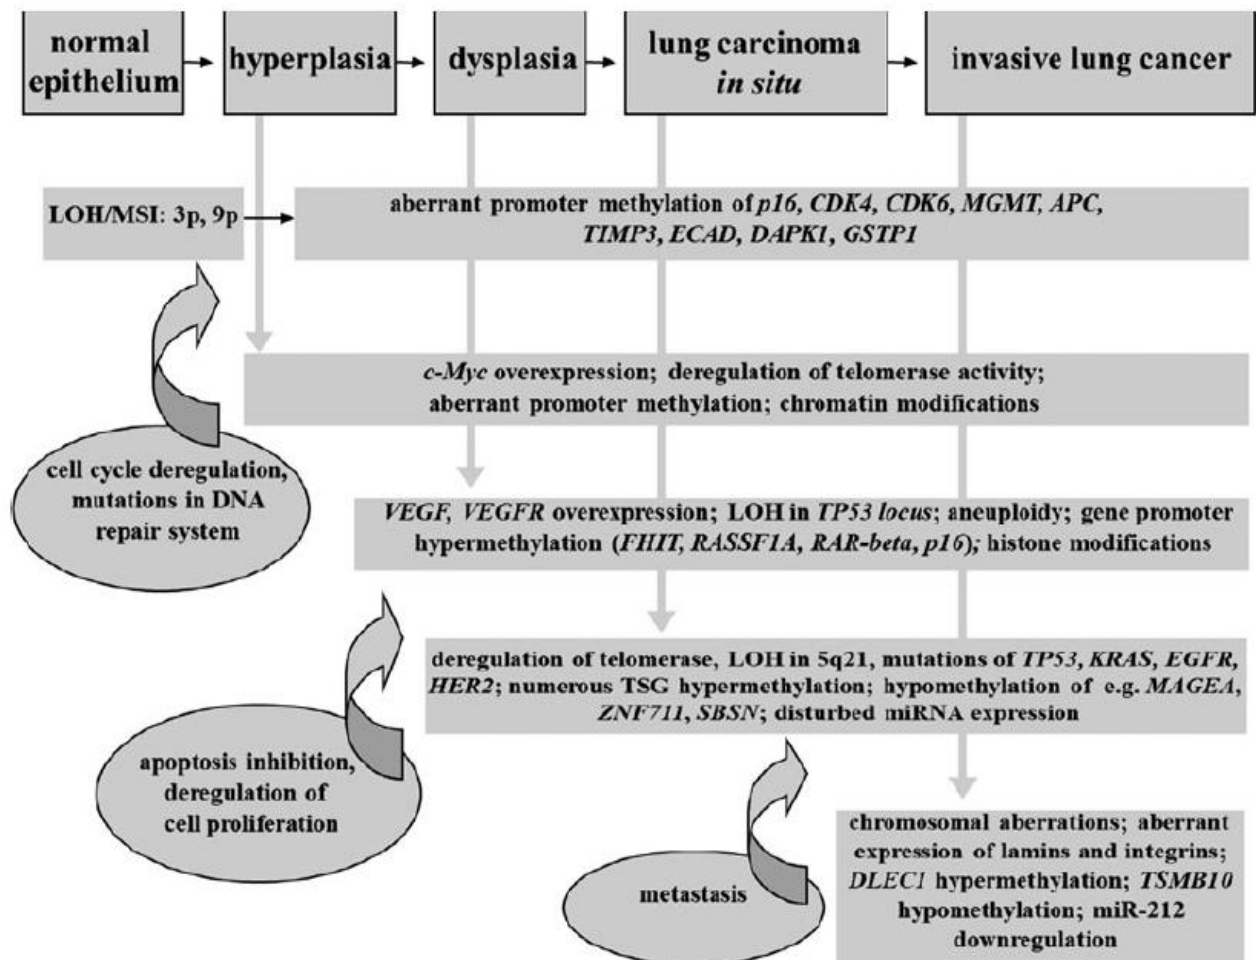 normal
epithelium
hyperplasia
dysplasia
lung carcinoma
in situ
invasive lung cancer
LOH/MSI: 3p, 9p
aberrant promoter methylation of p16, CDK4, CDK6, MGMT, APC,
TIMP3, ECAD, DAPK1, GSTP1
c-Myc overexpression; deregulation of telomerase activity;
aberrant promoter methylation; chromatin modifications
cell cycle deregulation,
mutations in DNA
repair system
VEGF, VEGFR overexpression; LOH in TP53 locus; aneuploidy; gene promoter
hypermethylation (FHIT, RASSF1A, RAR-beta, p16); histone modifications
deregulation of telomerase, LOH in 5q21, mutations of TP53, KRAS, EGFR,
HER2; numerous TSG hypermethylation; hypomethylation of e.g. MAGEA,
ZNF711, SBSN; disturbed miRNA expression
apoptosis inhibition,
deregulation of
cell proliferation
chromosomal aberrations; aberrant
expression of lamins and integrins;
DLEC1 hypermethylation; TSMB10
hypomethylation; miR-212
downregulation
metastasis